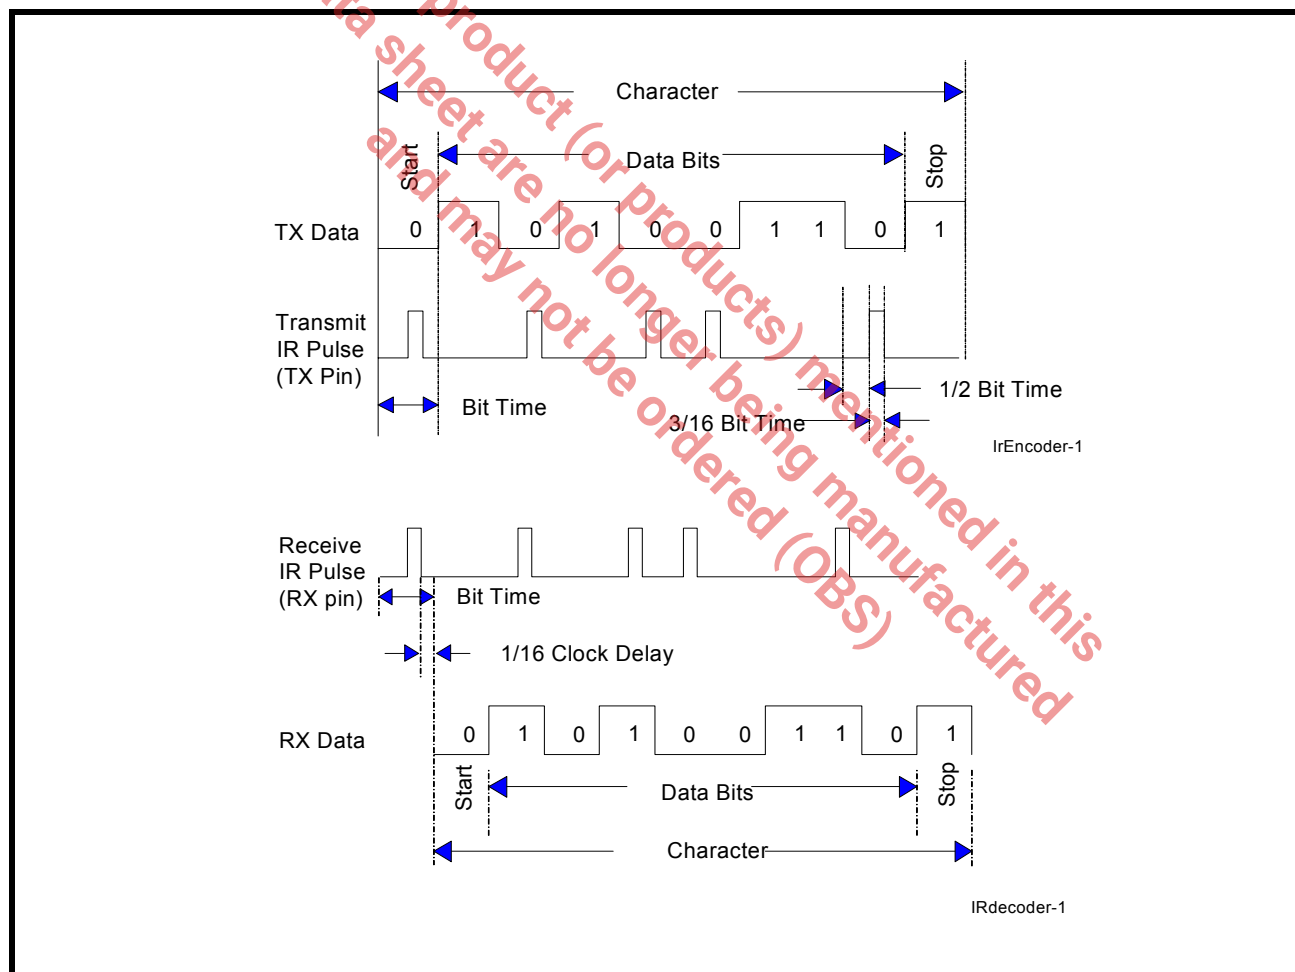 product (or products) mentioned in this
ta sheet are no longer being manufactured
and may not be ordered (OBS)
Character
Start
Data Bits
Stop
TX Data
0 1 0 1 0 0 1 1 0 1
Transmit
IR Pulse
(TX Pin)
Bit Time
1/2 Bit Time
3/16 Bit Time
IrEncoder-1
Receive
IR Pulse
(RX pin)
Bit Time
1/16 Clock Delay
RX Data
0 1 0 1 0 0 1 1 0 1
Start
Data Bits
Stop
Character
IRdecoder-1